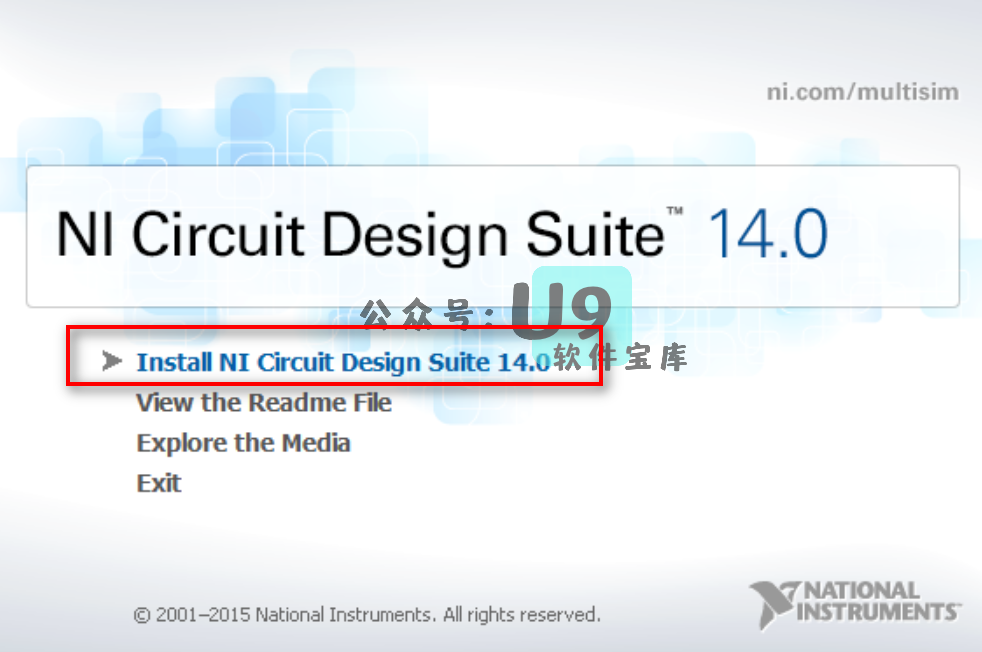 ni.com/multisim
NI Circuit Design Suite™ 14.0
公众号: U9
软件宝库
Install NI Circuit Design Suite 14.0
View the Readme File
Explore the Media
Exit
© 2001–2015 National Instruments. All rights reserved.
NATIONAL
INSTRUMENTS™